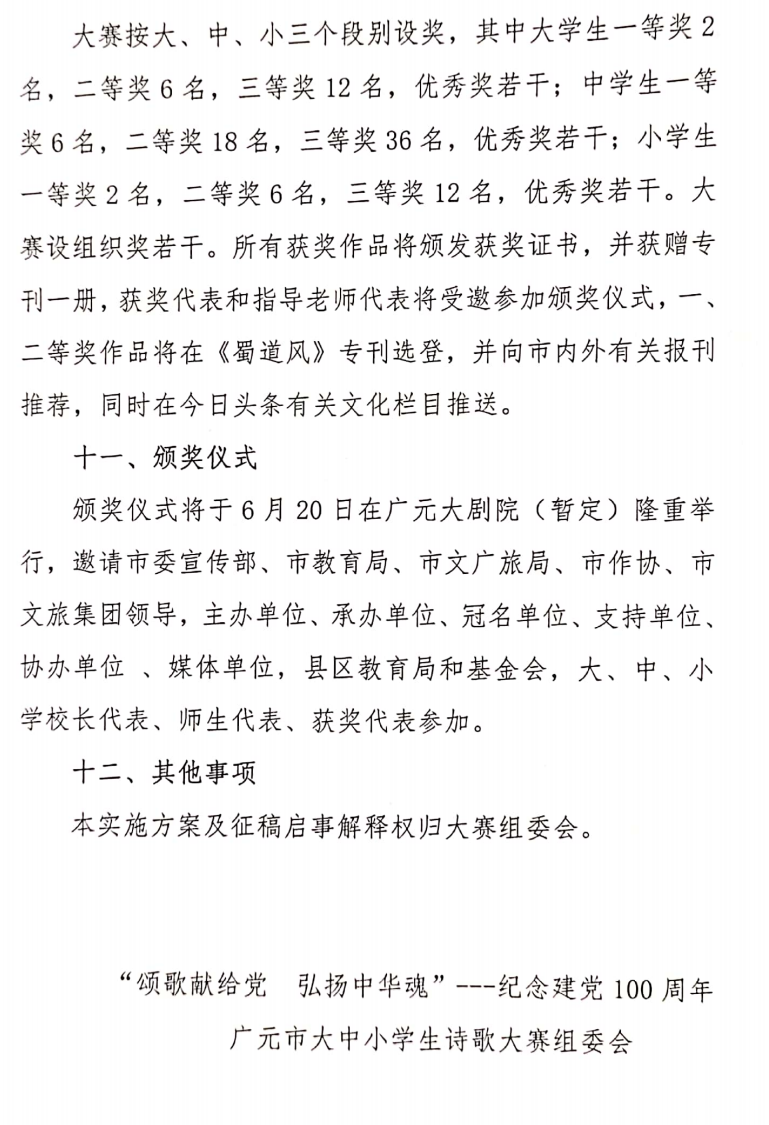 大赛按大、中、小三个段别设奖，其中大学生一等奖2
名，二等奖6名，三等奖12名，优秀奖若干；中学生一等
奖6名，二等奖18名，三等奖36名，优秀奖若干；小学生
一等奖2名，二等奖6名，三等奖12名，优秀奖若干。大
赛设组织奖若干。所有获奖作品将颁发获奖证书，并获赠专
刊一册，获奖代表和指导老师代表将受邀参加颁奖仪式，一、
二等奖作品将在《蜀道风》专刊选登，并向市内外有关报刊
推荐，同时在今日头条有关文化栏目推送。
十一、颁奖仪式
颁奖仪式将于6月20日在广元大剧院（暂定）隆重举
行，邀请市委宣传部、市教育局、市文广旅局、市作协、市
文旅集团领导，主办单位、承办单位、冠名单位、支持单位、
协办单位 、媒体单位，县区教育局和基金会，大、中、小
学校长代表、师生代表、获奖代表参加。
十二、其他事项
本实施方案及征稿启事解释权归大赛组委会。
“颂歌献给党 弘扬中华魂”---纪念建党100周年
广元市大中小学生诗歌大赛组委会